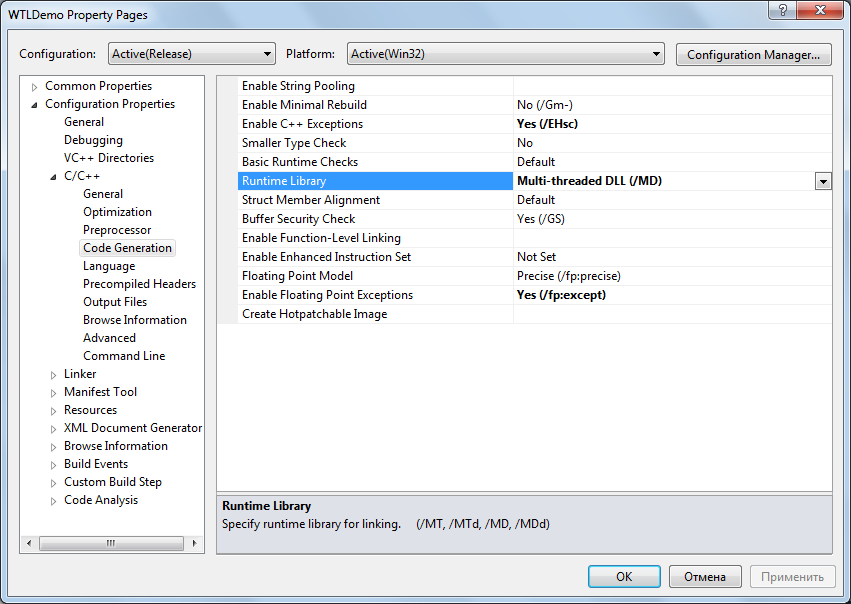 WTLDemo Property Pages
Configuration: Active(Release) Platform: Active(Win32) Configuration Manager...
Common Properties
Configuration Properties
General
Debugging
VC++ Directories
C/C++
General
Optimization
Preprocessor
Code Generation
Language
Precompiled Headers
Output Files
Browse Information
Advanced
Command Line
Linker
Manifest Tool
Resources
XML Document Generator
Browse Information
Build Events
Custom Build Step
Code Analysis
Enable String Pooling
Enable Minimal Rebuild No (/Gm-)
Enable C++ Exceptions Yes (/EHsc)
Smaller Type Check No
Basic Runtime Checks Default
Runtime Library Multi-threaded DLL (/MD)
Struct Member Alignment Default
Buffer Security Check Yes (/GS)
Enable Function-Level Linking
Enable Enhanced Instruction Set Not Set
Floating Point Model Precise (/fp:precise)
Enable Floating Point Exceptions Yes (/fp:except)
Create Hotpatchable Image
Runtime Library
Specify runtime library for linking. (/MT, /MTd, /MD, /MDd)
OK Отмена Применить